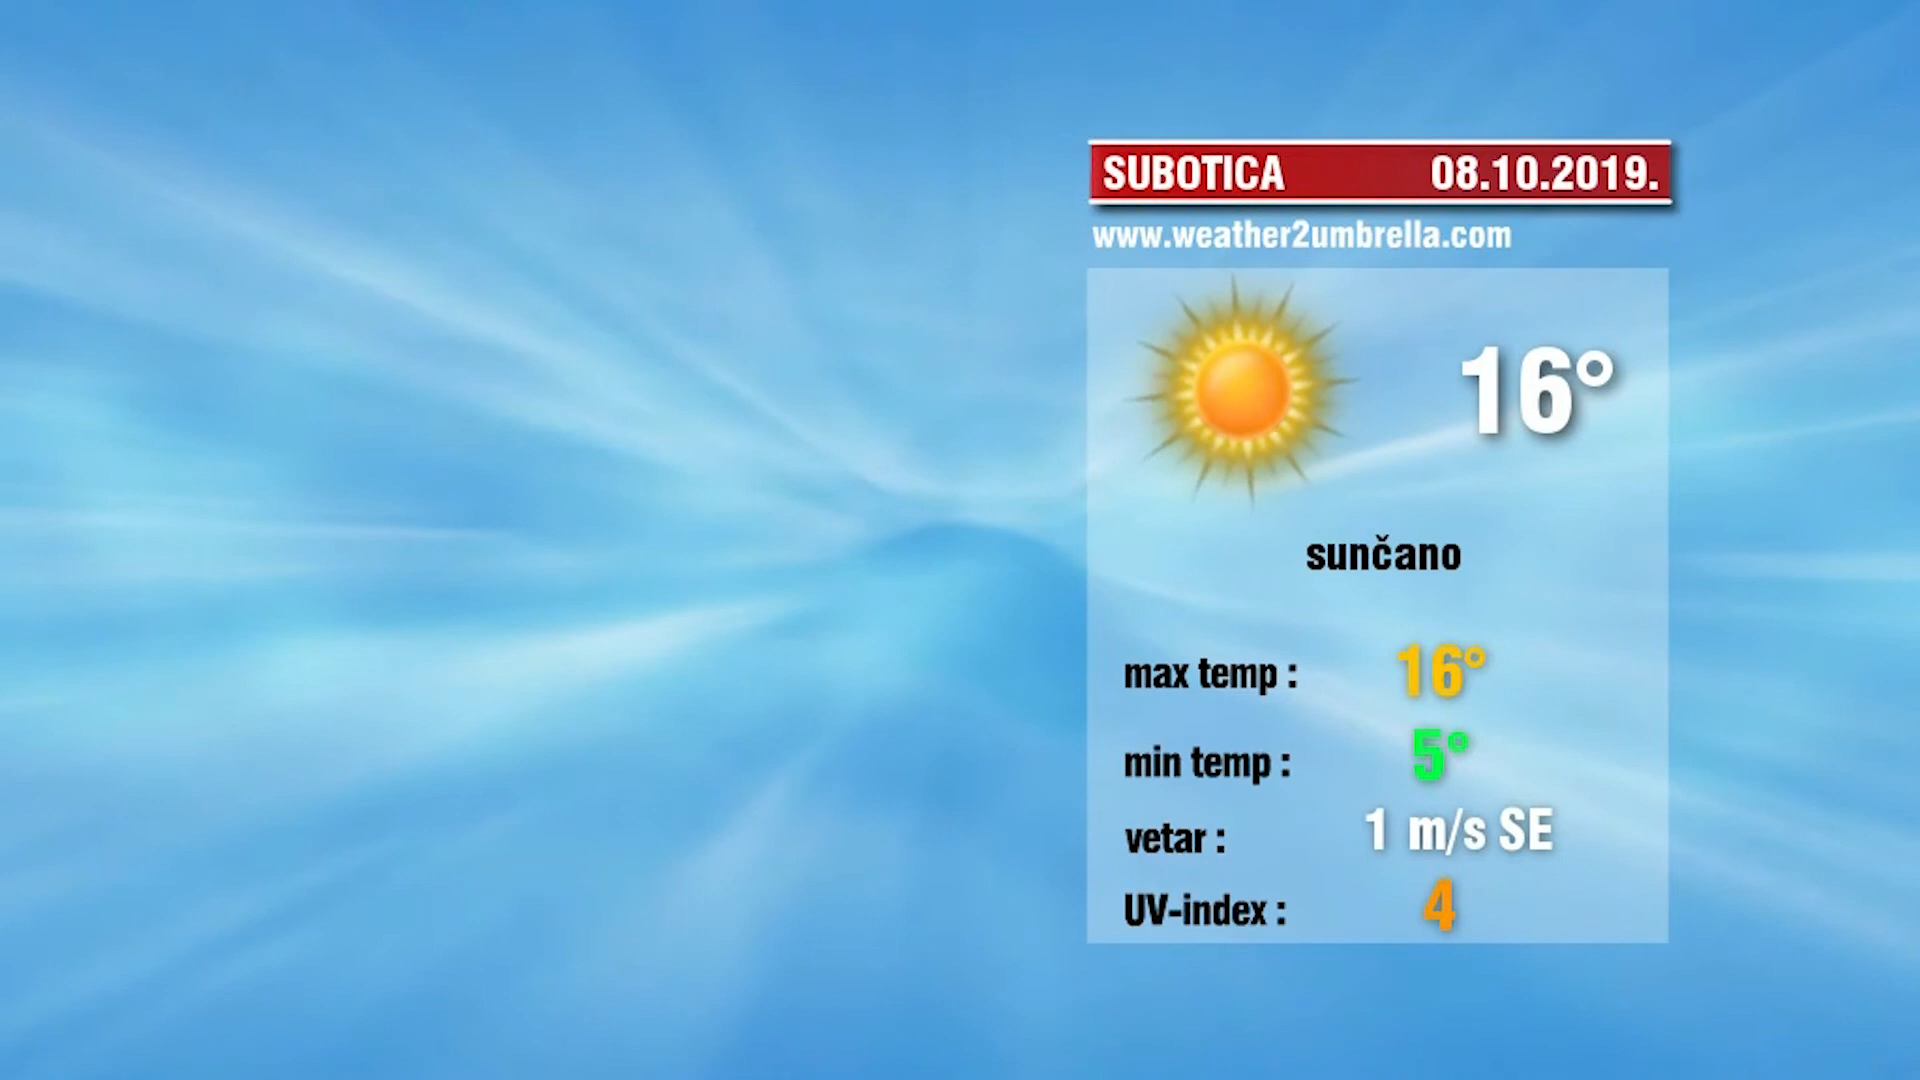 SUBOTICA 08.10.2019.
www.weather2umbrella.com
16°
sunčano
max temp : 16°
min temp : 5°
vetar : 1 m/s SE
UV-index : 4